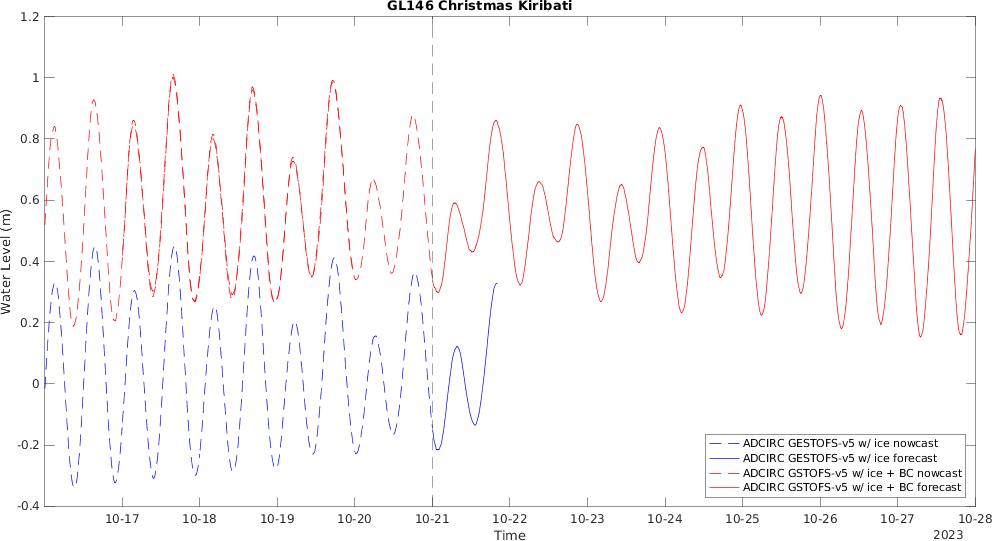 GL146 Christmas Kiribati
1.2
1
0.8
0.6
0.4
0.2
0
-0.2
-0.4
Water Level (m)
ADCIRC GESTOFS-v5 w/ ice nowcast
ADCIRC GESTOFS-v5 w/ ice forecast
ADCIRC GSTOFS-v5 w/ ice + BC nowcast
ADCIRC GSTOFS-v5 w/ ice + BC forecast
10-17 10-18 10-19 10-20 10-21 10-22 10-23 10-24 10-25 10-26 10-27 10-28
Time
2023